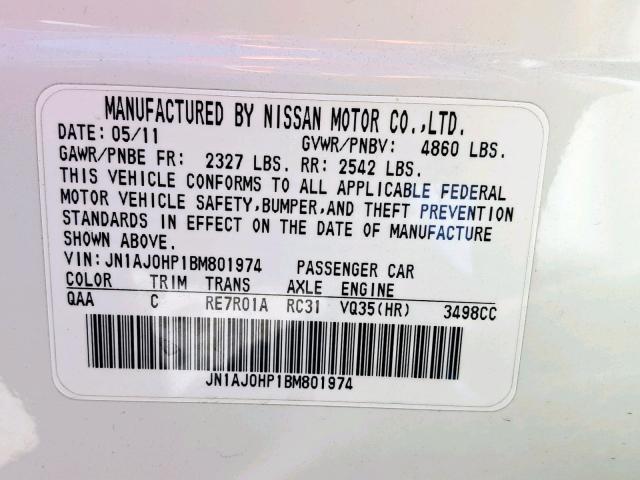 MANUFACTURED BY NISSAN MOTOR CO.,LTD.
DATE: 05/11 GVWR/PNBV: 4860 LBS.
GAWR/PNBE FR: 2327 LBS. RR: 2542 LBS.
THIS VEHICLE CONFORMS TO ALL APPLICABLE FEDERAL
MOTOR VEHICLE SAFETY,BUMPER,AND THEFT PREVENTION
STANDARDS IN EFFECT ON THE DATE OF MANUFACTURE
SHOWN ABOVE.
VIN:JN1AJ0HP1BM801974 PASSENGER CAR
COLOR TRIM TRANS AXLE ENGINE
QAA C RE7R01A RC31 VQ35(HR) 3498CC
JN1AJ0HP1BM801974